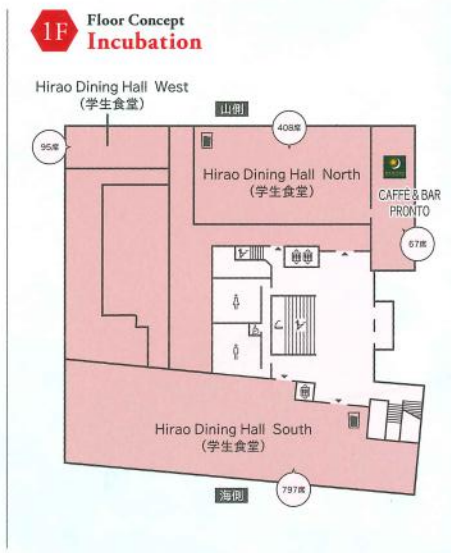 1F
Floor Concept
Incubation
Hirao Dining Hall West
（学生食堂）
山側
95席
408席
Hirao Dining Hall North
（学生食堂）
CAFFÈ & BAR
PRONTO
67席
Hirao Dining Hall South
（学生食堂）
海側
797席